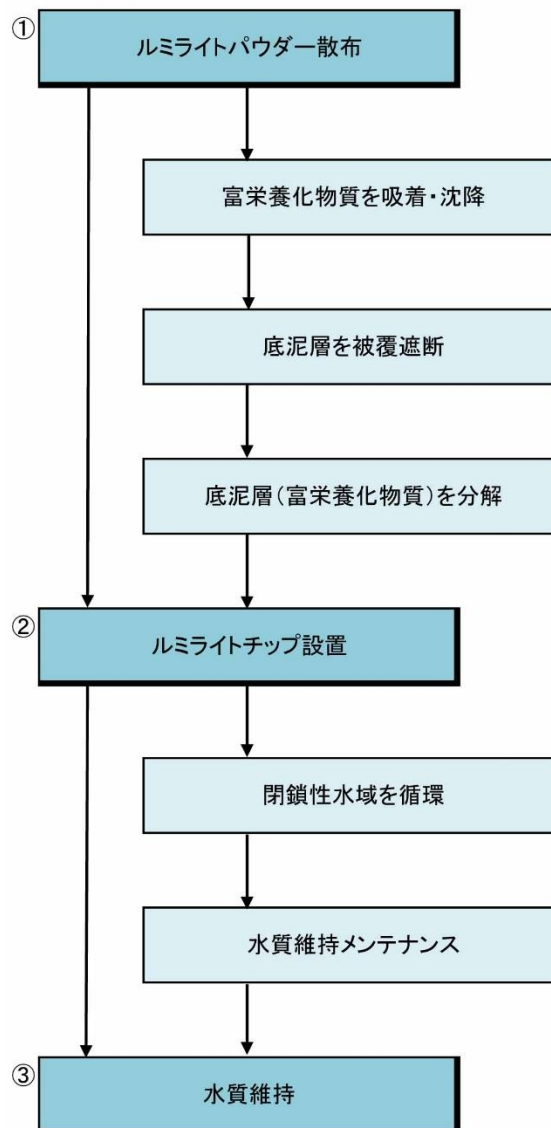 ①
ルミライトパウダー散布
富栄養化物質を吸着・沈降
底泥層を被覆遮断
底泥層（富栄養化物質）を分解
②
ルミライトチップ設置
閉鎖性水域を循環
水質維持メンテナンス
③
水質維持